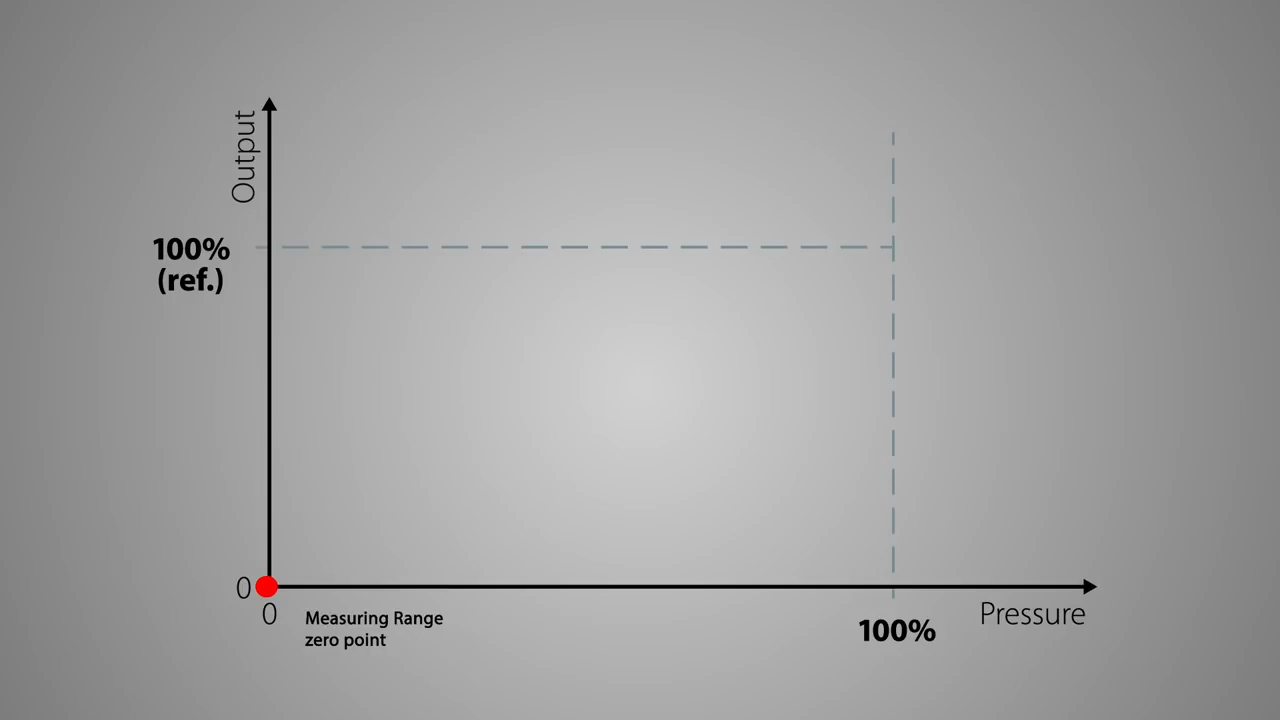 Output
100%
(ref.)
0
0
Measuring Range
zero point
100%
Pressure